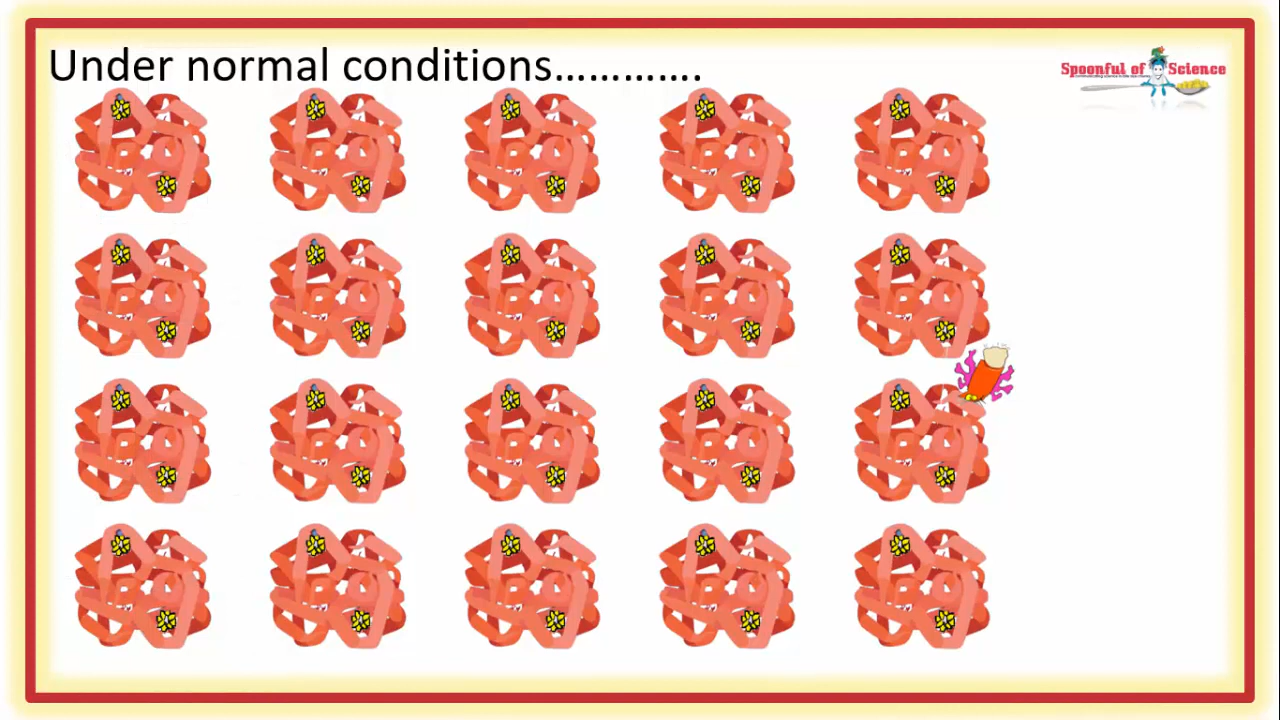 Under normal conditions………….
Spoonful of Science